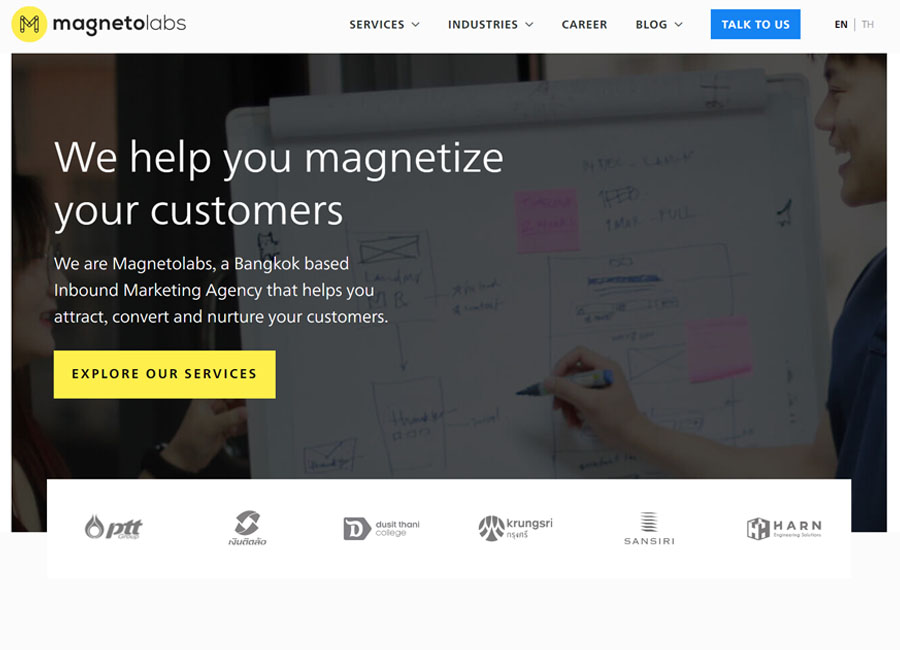 magnetolabs
SERVICES
INDUSTRIES
CAREER
BLOG
TALK TO US
EN | TH
We help you magnetize
your customers
We are Magnetolabs, a Bangkok based
Inbound Marketing Agency that helps you
attract, convert and nurture your customers.
EXPLORE OUR SERVICES
ptt
Group
เงินติดล้อ
dusit thani
college
krungsri
กรุงศรี
SANSIRI
HARN
Engineering Solutions